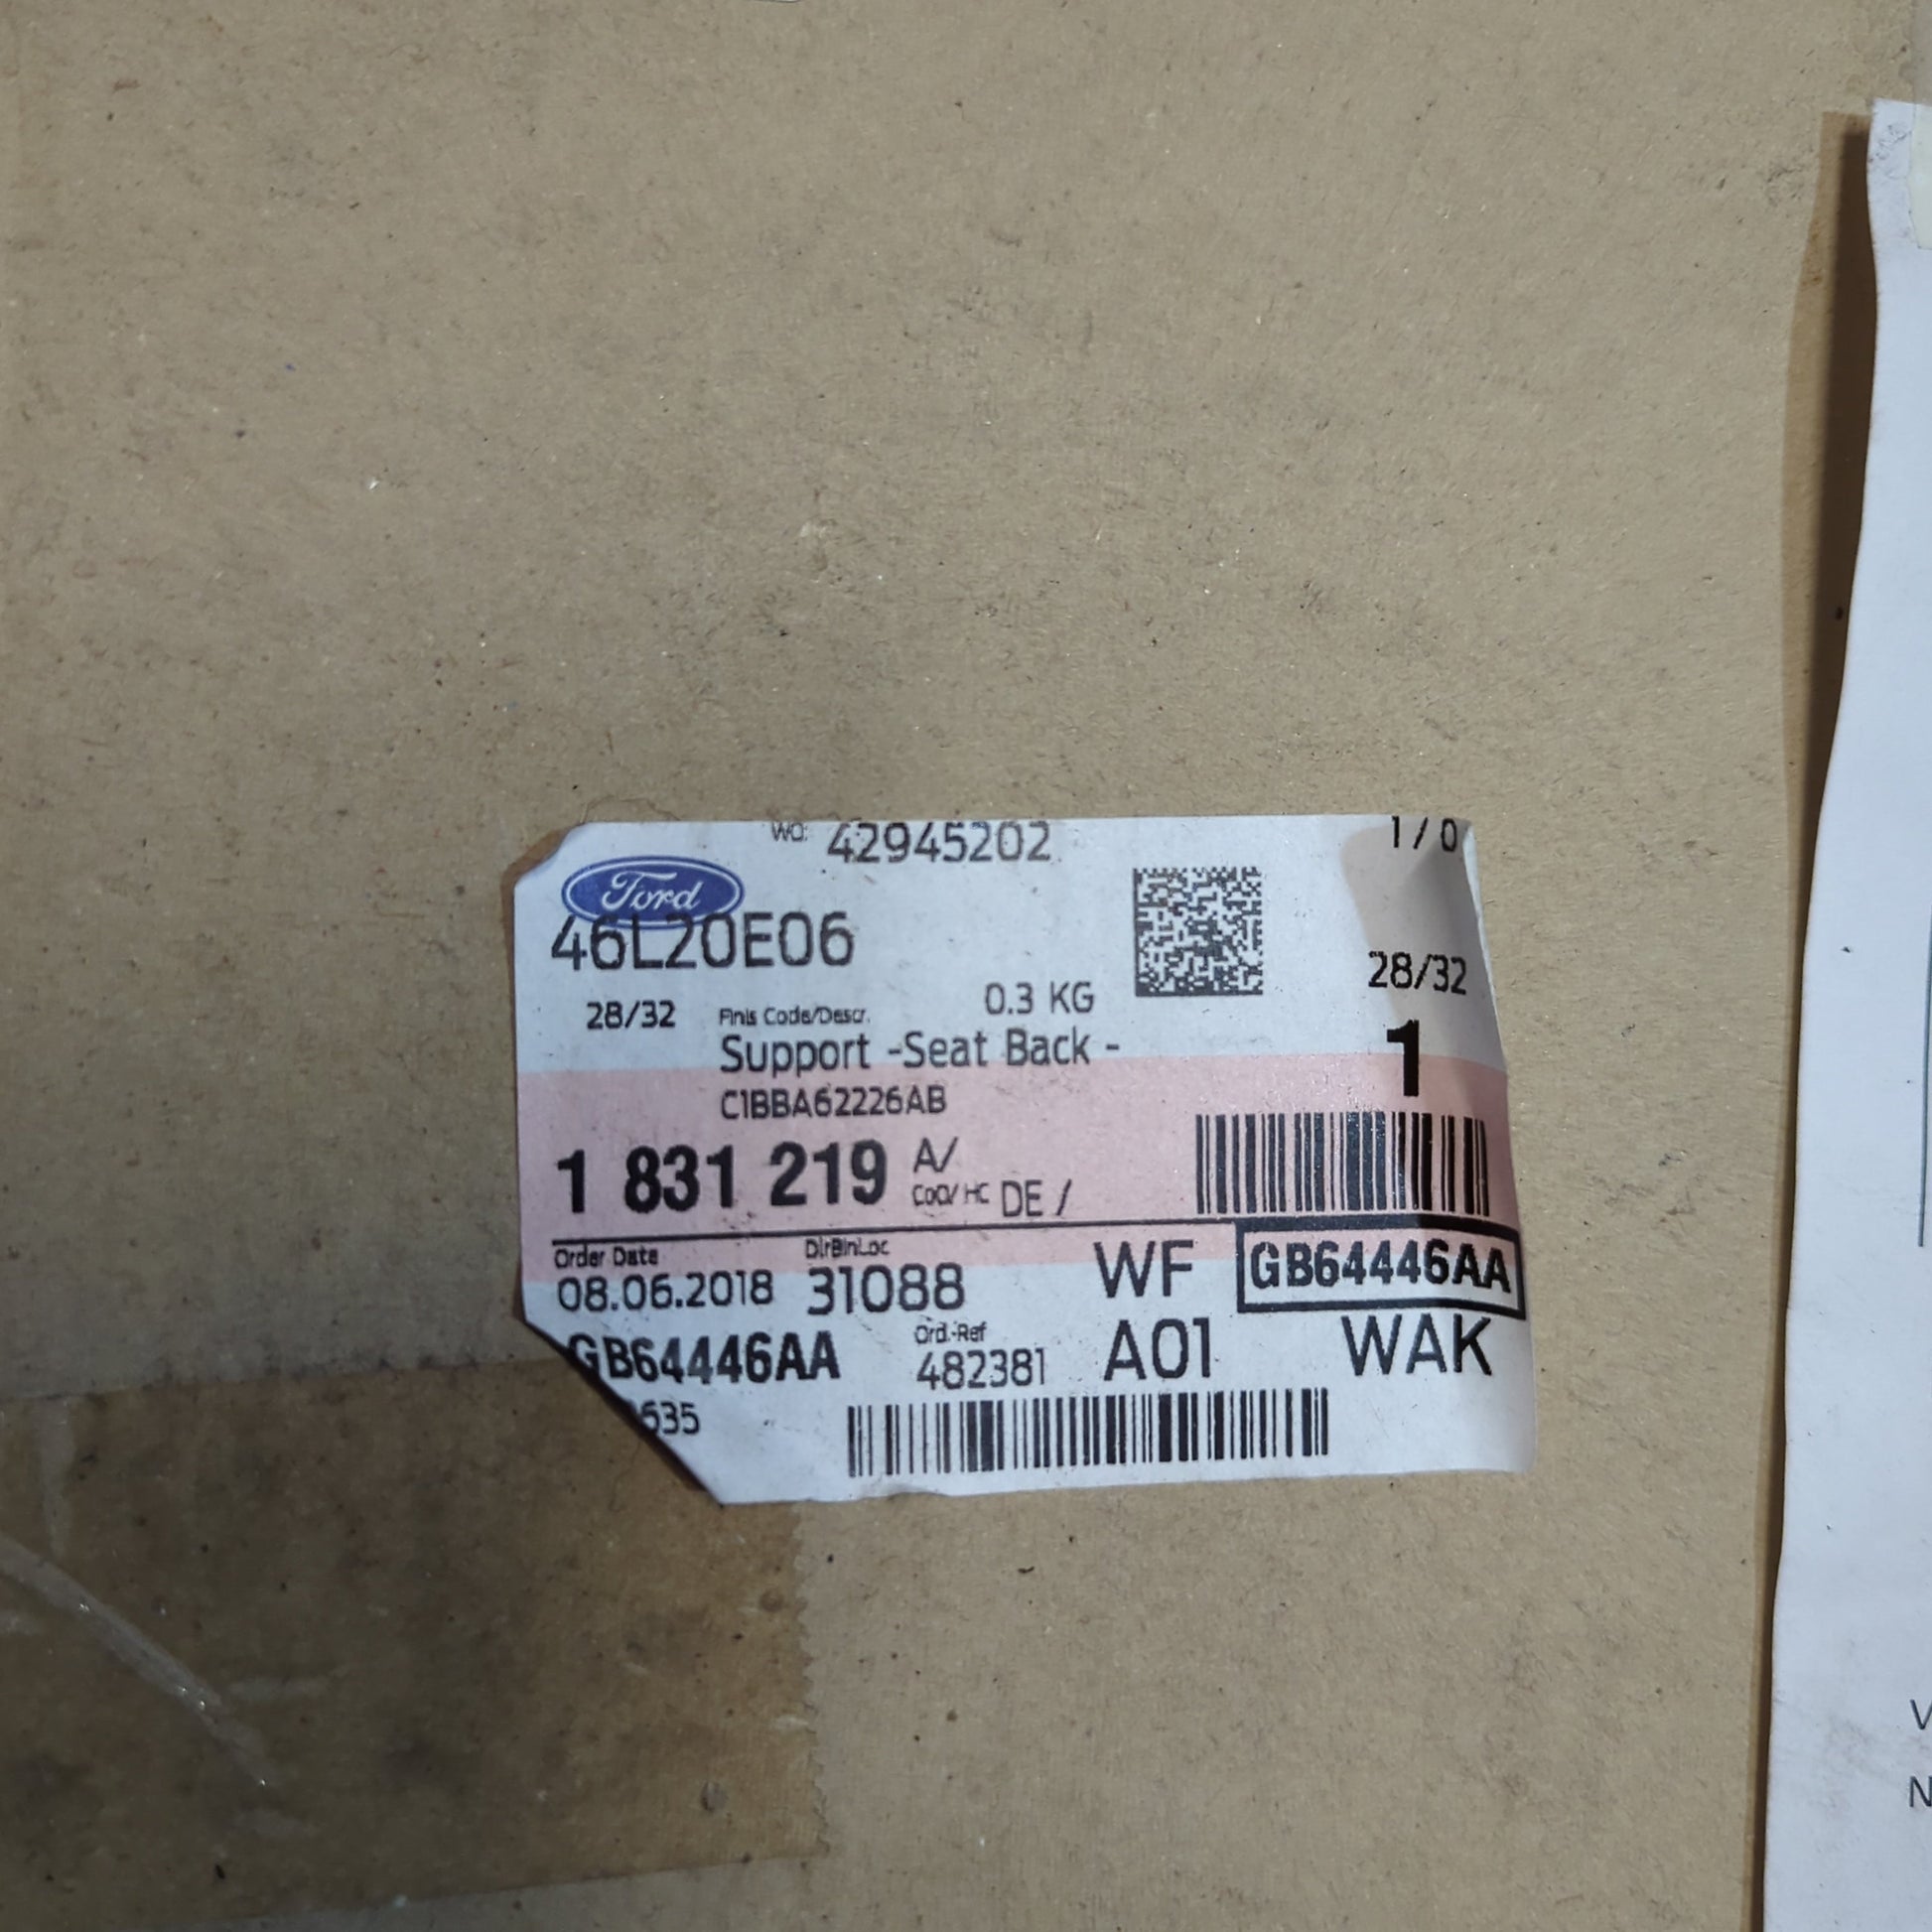 WO: 42945202
1/0
Ford
46L20E06
28/32
28/32 Finis Code/Descr. 0.3 KG
Support -Seat Back -
1
C1BBA62226AB
1 831 219 A/
CoO/ HC DE /
Order Date DlrBinLoc
08.06.2018 31088 WF GB64446AA
GB64446AA Ord.-Ref 482381 A01 WAK
635
V
N